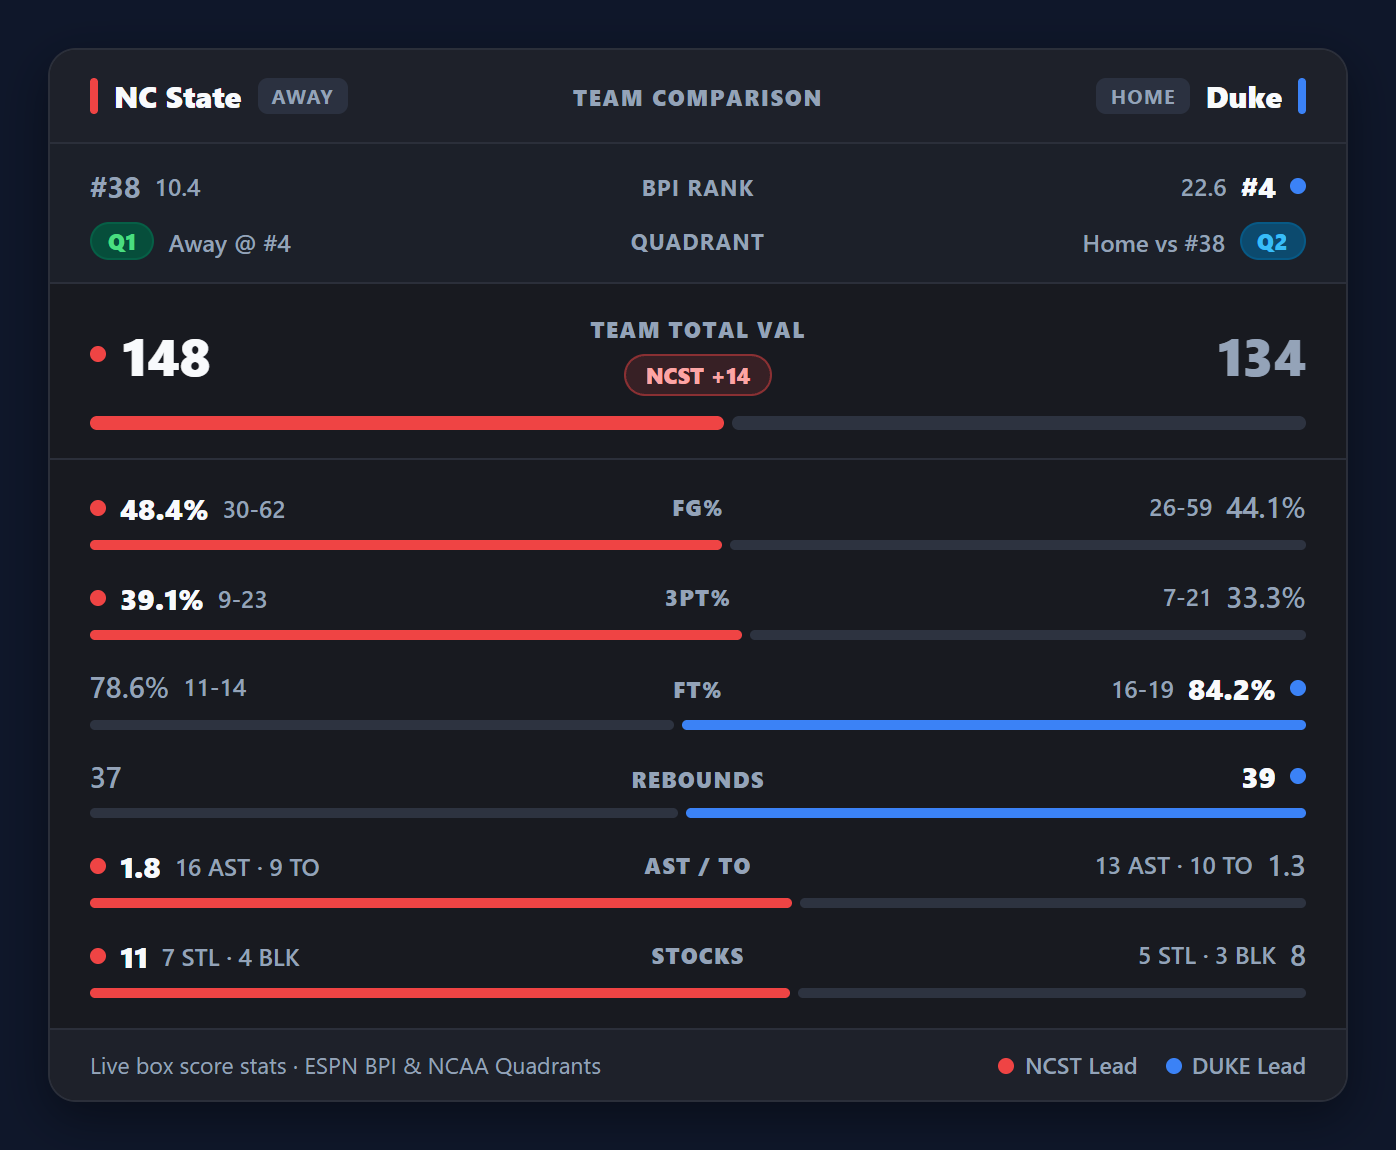 NC State AWAY TEAM COMPARISON HOME Duke
#38 10.4 BPI RANK 22.6 #4
Q1 Away @ #4 QUADRANT Home vs #38 Q2
148 TEAM TOTAL VAL 134
NCST +14
48.4% 30-62 FG% 26-59 44.1%
39.1% 9-23 3PT% 7-21 33.3%
78.6% 11-14 FT% 16-19 84.2%
37 REBOUNDS 39
1.8 16 AST · 9 TO AST / TO 13 AST · 10 TO 1.3
11 7 STL · 4 BLK STOCKS 5 STL · 3 BLK 8
Live box score stats · ESPN BPI & NCAA Quadrants NCST Lead DUKE Lead